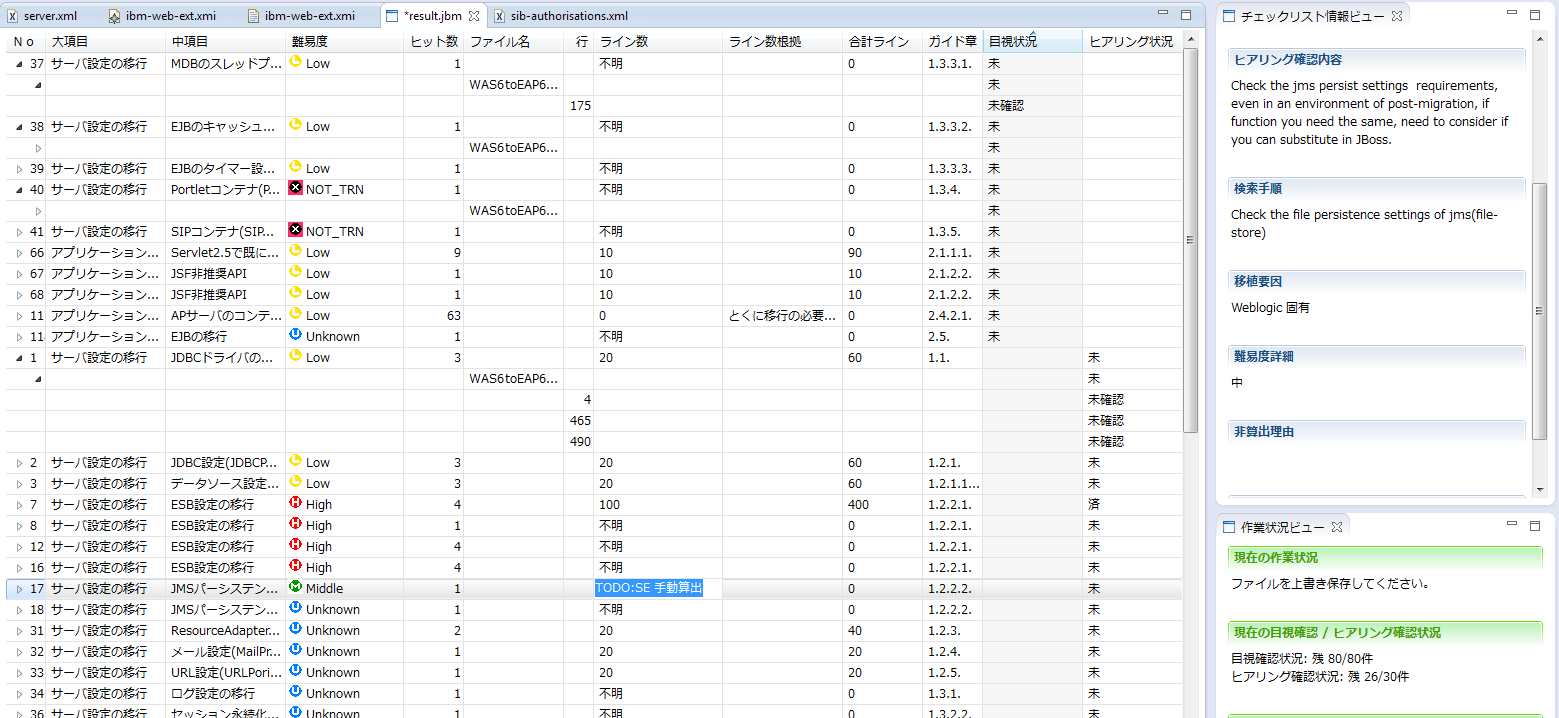 server.xml ibm-web-ext.xmi ibm-web-ext.xmi *result.jbm sib-authorisations.xml
No 大項目 中項目 難易度 ヒット数 ファイル名 行 ライン数 ライン数根拠 合計ライン ガイド章 目視状況 ヒアリング状況
37 サーバ設定の移行 MDBのスレッドプ... Low 1 不明 0 1.3.3.1. 未
WAS6toEAP6... 未
175 未確認
38 サーバ設定の移行 EJBのキャッシュ... Low 1 不明 0 1.3.3.2. 未
WAS6toEAP6... 未
39 サーバ設定の移行 EJBのタイマー設... Low 1 不明 0 1.3.3.3. 未
40 サーバ設定の移行 Portletコンテナ(P... NOT_TRN 1 不明 0 1.3.4. 未
WAS6toEAP6... 未
41 サーバ設定の移行 SIPコンテナ(SIP... NOT_TRN 1 不明 0 1.3.5. 未
66 アプリケーション... Servlet2.5で既に... Low 9 10 90 2.1.1.1. 未
67 アプリケーション... JSF非推奨API Low 1 10 10 2.1.2.2. 未
68 アプリケーション... JSF非推奨API Low 1 10 10 2.1.2.2. 未
11 アプリケーション... APサーバのコンテ... Low 63 0 とくに移行の必要... 0 2.4.2.1. 未
11 アプリケーション... EJBの移行 Unknown 1 不明 0 2.5. 未
1 サーバ設定の移行 JDBCドライバの... Low 3 20 60 1.1. 未
WAS6toEAP6... 未
4 未確認
465 未確認
490 未確認
2 サーバ設定の移行 JDBC設定(JDBCP... Low 3 20 60 1.2.1. 未
3 サーバ設定の移行 データソース設定... Low 3 20 60 1.2.1.1... 未
7 サーバ設定の移行 ESB設定の移行 High 4 100 400 1.2.2.1. 済
8 サーバ設定の移行 ESB設定の移行 High 1 不明 0 1.2.2.1. 未
12 サーバ設定の移行 ESB設定の移行 High 4 不明 0 1.2.2.1. 未
16 サーバ設定の移行 ESB設定の移行 High 4 不明 0 1.2.2.1. 未
17 サーバ設定の移行 JMSパーシステン... Middle 1 TODO:SE 手動算出 0 1.2.2.2. 未
18 サーバ設定の移行 JMSパーシステン... Unknown 1 不明 0 1.2.2.2. 未
31 サーバ設定の移行 ResourceAdapter... Unknown 2 20 40 1.2.3. 未
32 サーバ設定の移行 メール設定(MailPr... Unknown 1 20 20 1.2.4. 未
33 サーバ設定の移行 URL設定(URLPori... Unknown 1 20 20 1.2.5. 未
34 サーバ設定の移行 ログ設定の移行 Unknown 1 不明 0 1.3.1. 未
36 サーバ設定の移行 セッション永続化... Unknown 1 不明 0 1.3.2.2. 未
チェックリスト情報ビュー
ヒアリング確認内容
Check the jms persist settings requirements,
even in an environment of post-migration, if
function you need the same, need to consider if
you can substitute in JBoss.
検索手順
Check the file persistence settings of jms(file-
store)
移植要因
Weblogic 固有
難易度詳細
中
非算出理由
作業状況ビュー
現在の作業状況
ファイルを上書き保存してください。
現在の目視確認 / ヒアリング確認状況
目視確認状況: 残 80/80件
ヒアリング確認状況: 残 26/30件